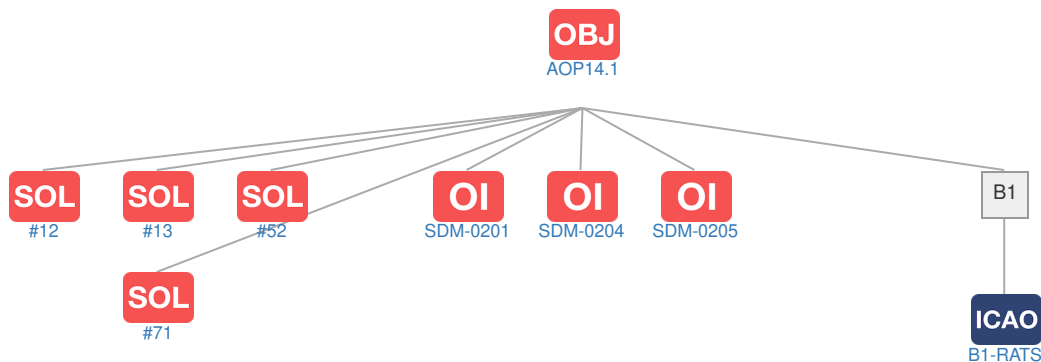 OBJ
AOP14.1
SOL
#12
SOL
#13
SOL
#52
OI
SDM-0201
OI
SDM-0204
OI
SDM-0205
B1
SOL
#71
ICAO
B1-RATS